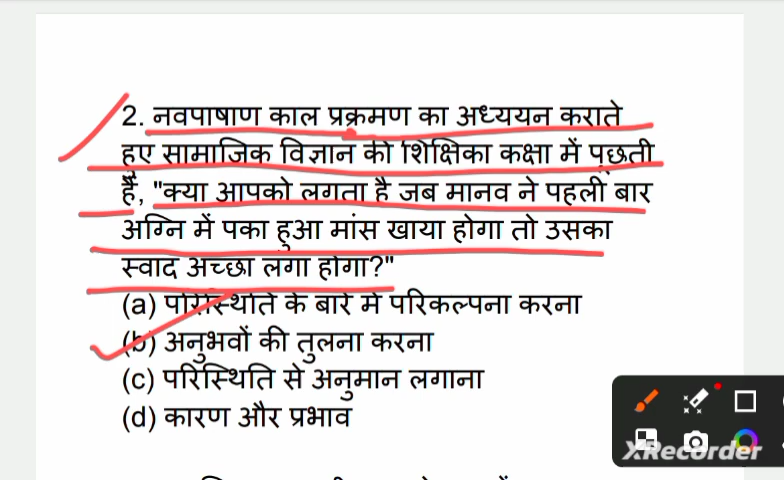 2. नवपाषाण काल प्रक्रमण का अध्ययन कराते
हुए सामाजिक विज्ञान की शिक्षिका कक्षा में पूछती
हैं, "क्या आपको लगता है जब मानव ने पहली बार
अग्नि में पका हुआ मांस खाया होगा तो उसका
स्वाद अच्छा लगा होगा?"
(a) परिस्थिति के बारे में परिकल्पना करना
(b) अनुभवों की तुलना करना
(c) परिस्थिति से अनुमान लगाना
(d) कारण और प्रभाव
XRecorder